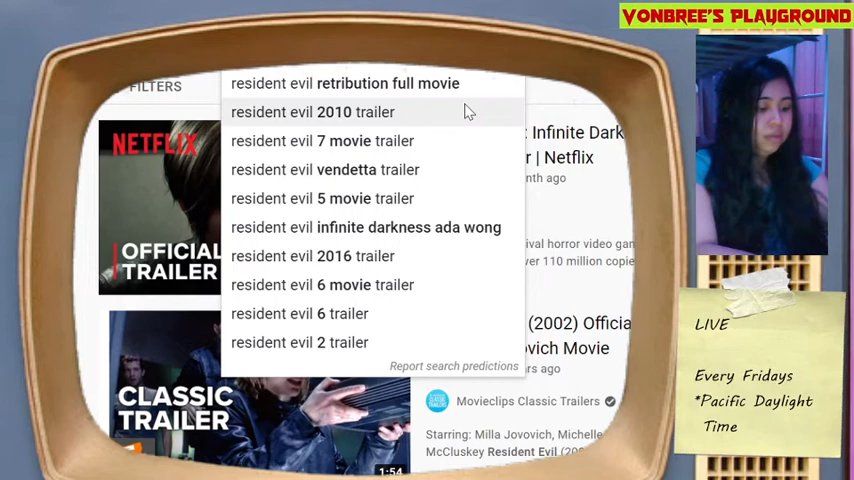 VONBREE'S PLAYGROUND
FILTERS
resident evil retribution full movie
resident evil 2010 trailer
resident evil 7 movie trailer
resident evil vendetta trailer
resident evil 5 movie trailer
resident evil infinite darkness ada wong
resident evil 2016 trailer
resident evil 6 movie trailer
resident evil 6 trailer
resident evil 2 trailer
Report search predictions
NETFLIX
OFFICIAL
TRAILER
: Infinite Dark
r | Netflix
nth ago
ival horror video gan
ver 110 million copie
CLASSIC
TRAILER
1:54
(2002) Officia
ovich Movie
ars ago
Movieclips Classic Trailers
Starring: Milla Jovovich, Michelle
McCluskey Resident Evil (200
LIVE
Every Fridays
*Pacific Daylight
Time